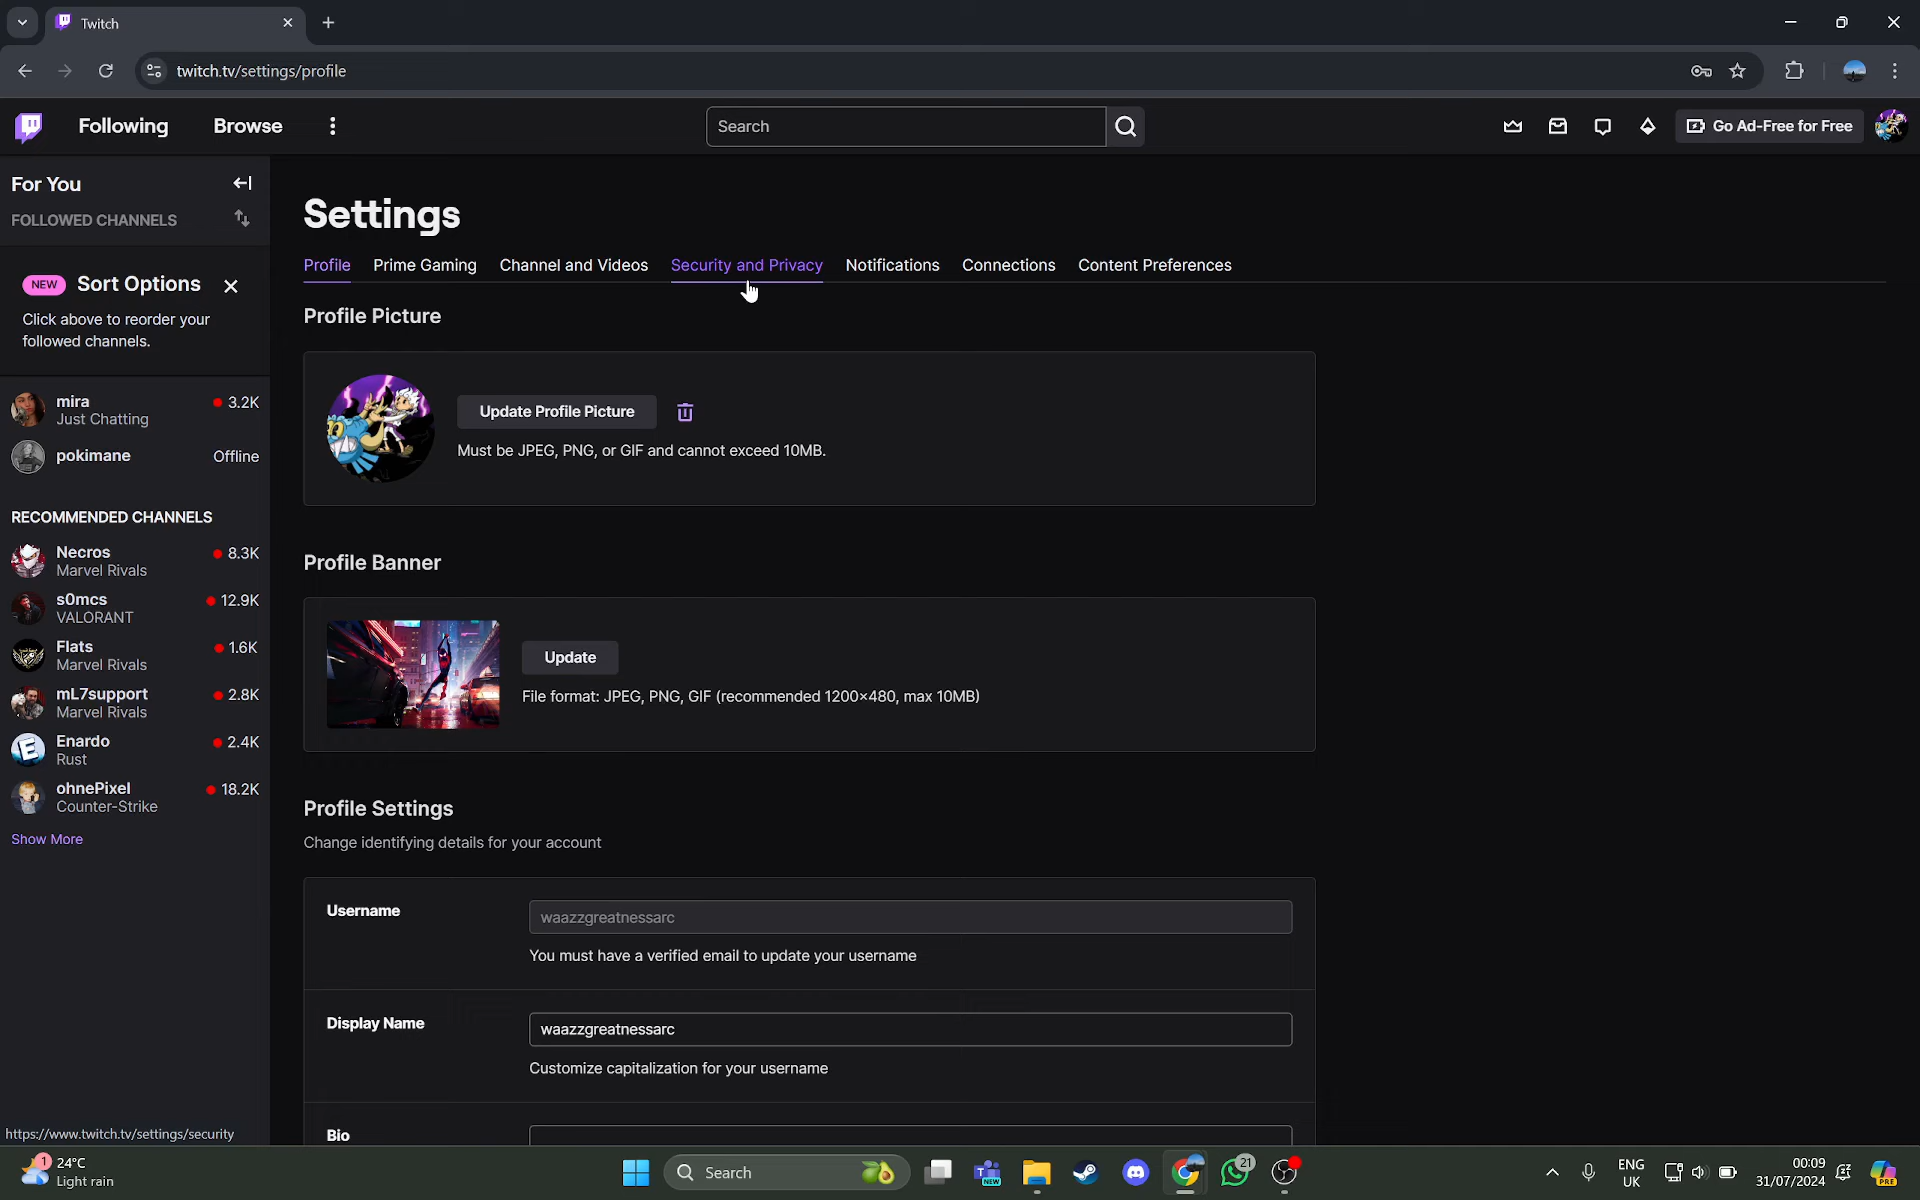 Twitch
twitch.tv/settings/profile
Following
Browse
Search
Go Ad-Free for Free
For You
FOLLOWED CHANNELS
NEW Sort Options
Click above to reorder your
followed channels.
mira 3.2K
Just Chatting
pokimane Offline
RECOMMENDED CHANNELS
Necros 8.3K
Marvel Rivals
s0mcs 12.9K
VALORANT
Flats 1.6K
Marvel Rivals
mL7support 2.8K
Marvel Rivals
Enardo 2.4K
Rust
ohnePixel 18.2K
Counter-Strike
Show More
Settings
Profile Prime Gaming Channel and Videos Security and Privacy Notifications Connections Content Preferences
Profile Picture
Update Profile Picture
Must be JPEG, PNG, or GIF and cannot exceed 10MB.
Profile Banner
Update
File format: JPEG, PNG, GIF (recommended 1200×480, max 10MB)
Profile Settings
Change identifying details for your account
Username waazzgreatnessarc
You must have a verified email to update your username
Display Name waazzgreatnessarc
Customize capitalization for your username
Bio
https://www.twitch.tv/settings/security
1
24°C
Light rain
Search
NEW
21
ENG
UK
00:09
31/07/2024
PRE